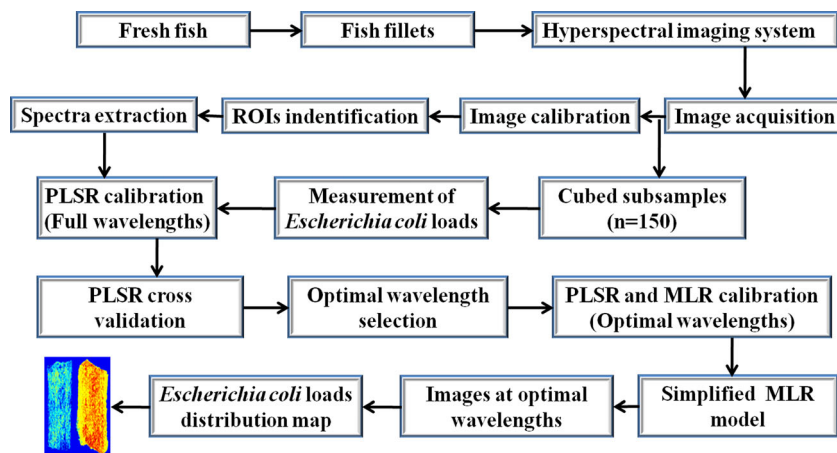 Fresh fish
Fish fillets
Hyperspectral imaging system
Spectra extraction
ROIs indentification
Image calibration
Image acquisition
PLSR calibration
(Full wavelengths)
Measurement of
Escherichia coli loads
Cubed subsamples
(n=150)
PLSR cross
validation
Optimal wavelength
selection
PLSR and MLR calibration
(Optimal wavelengths)
Escherichia coli loads
distribution map
Images at optimal
wavelengths
Simplified MLR
model